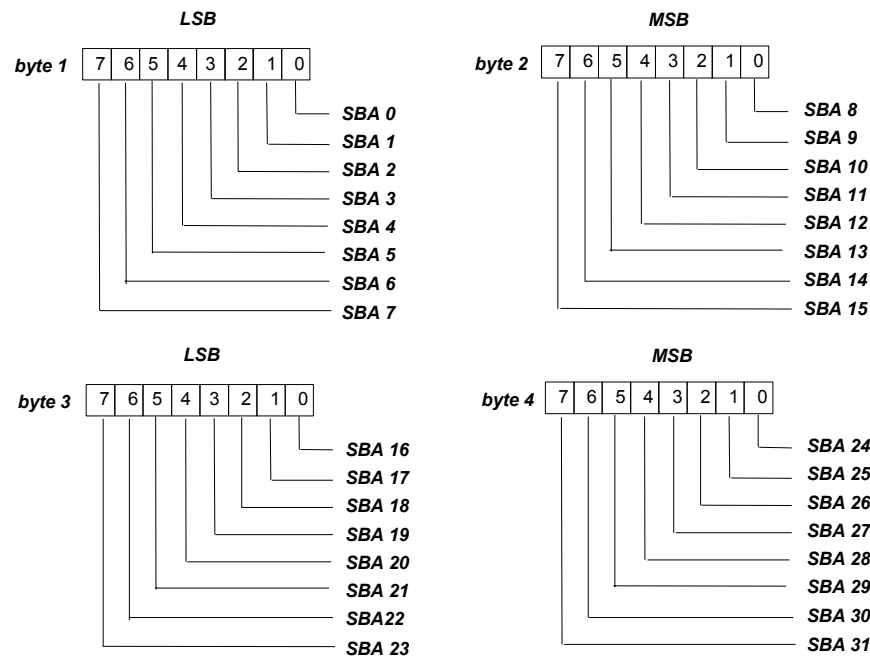 LSB
byte 1 7 6 5 4 3 2 1 0
SBA 0
SBA 1
SBA 2
SBA 3
SBA 4
SBA 5
SBA 6
SBA 7
MSB
byte 2 7 6 5 4 3 2 1 0
SBA 8
SBA 9
SBA 10
SBA 11
SBA 12
SBA 13
SBA 14
SBA 15
LSB
byte 3 7 6 5 4 3 2 1 0
SBA 16
SBA 17
SBA 18
SBA 19
SBA 20
SBA 21
SBA22
SBA 23
MSB
byte 4 7 6 5 4 3 2 1 0
SBA 24
SBA 25
SBA 26
SBA 27
SBA 28
SBA 29
SBA 30
SBA 31